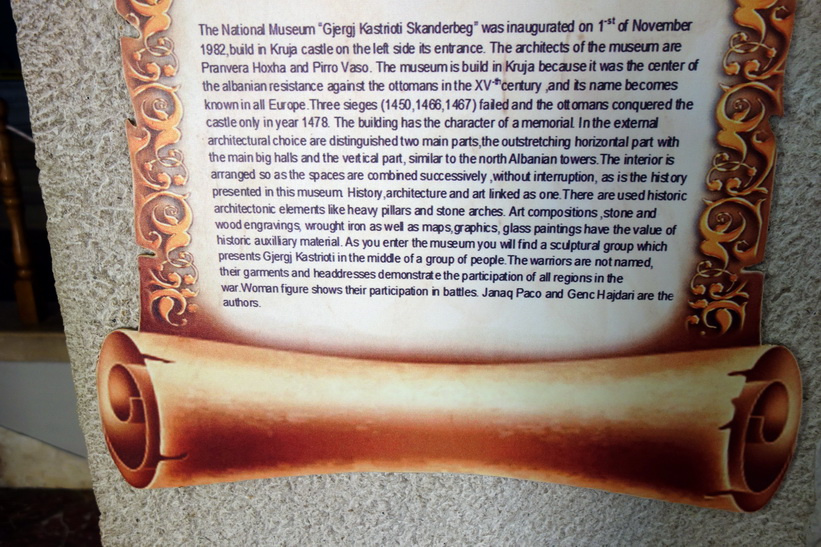 The National Museum "Gjergj Kastrioti Skanderbeg" was inaugurated on 1-st of November
1982,build in Kruja castle on the left side its entrance. The architects of the museum are
Pranvera Hoxha and Pirro Vaso. The museum is build in Kruja because it was the center of
the albanian resistance against the ottomans in the XV-th century ,and its name becomes
known in all Europe.Three sieges (1450,1466,1467) failed and the ottomans conquered the
castle only in year 1478. The building has the character of a memorial. In the external
architectural choice are distinguished two main parts,the outstretching horizontal part with
the main big halls and the vertical part, similar to the north Albanian towers.The interior is
arranged so as the spaces are combined successively ,without interruption, as is the history
presented in this museum. History,architecture and art linked as one.There are used historic
architectonic elements like heavy pillars and stone arches. Art compositions ,stone and
wood engravings, wrought iron as well as maps,graphics, glass paintings have the value of
historic auxilliary material. As you enter the museum you will find a sculptural group which
presents Gjergj Kastrioti in the middle of a group of people.The warriors are not named,
their garments and headdresses demonstrate the participation of all regions in the
war.Woman figure shows their participation in battles. Janaq Paco and Genc Hajdari are the
authors.